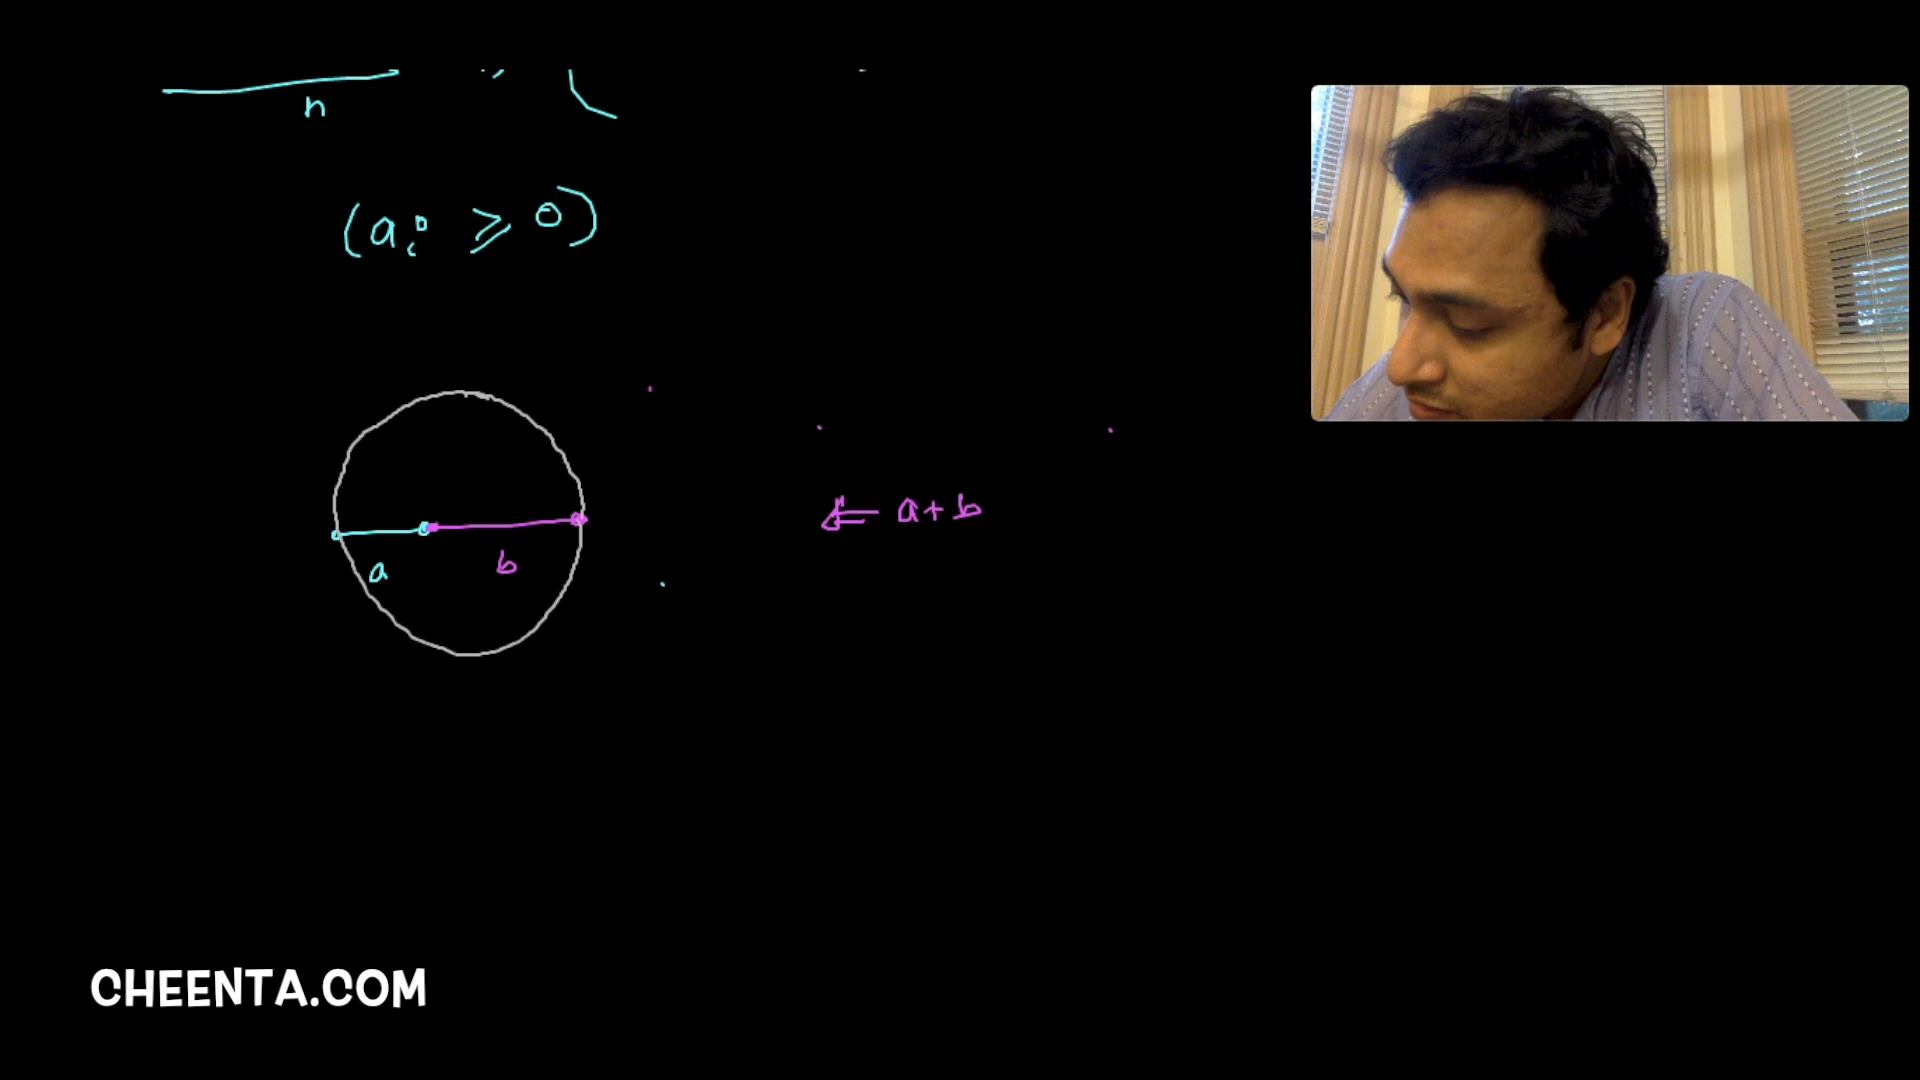 n
(aᵢ ≥ 0)
← a+b
a
b
CHEENTA.COM